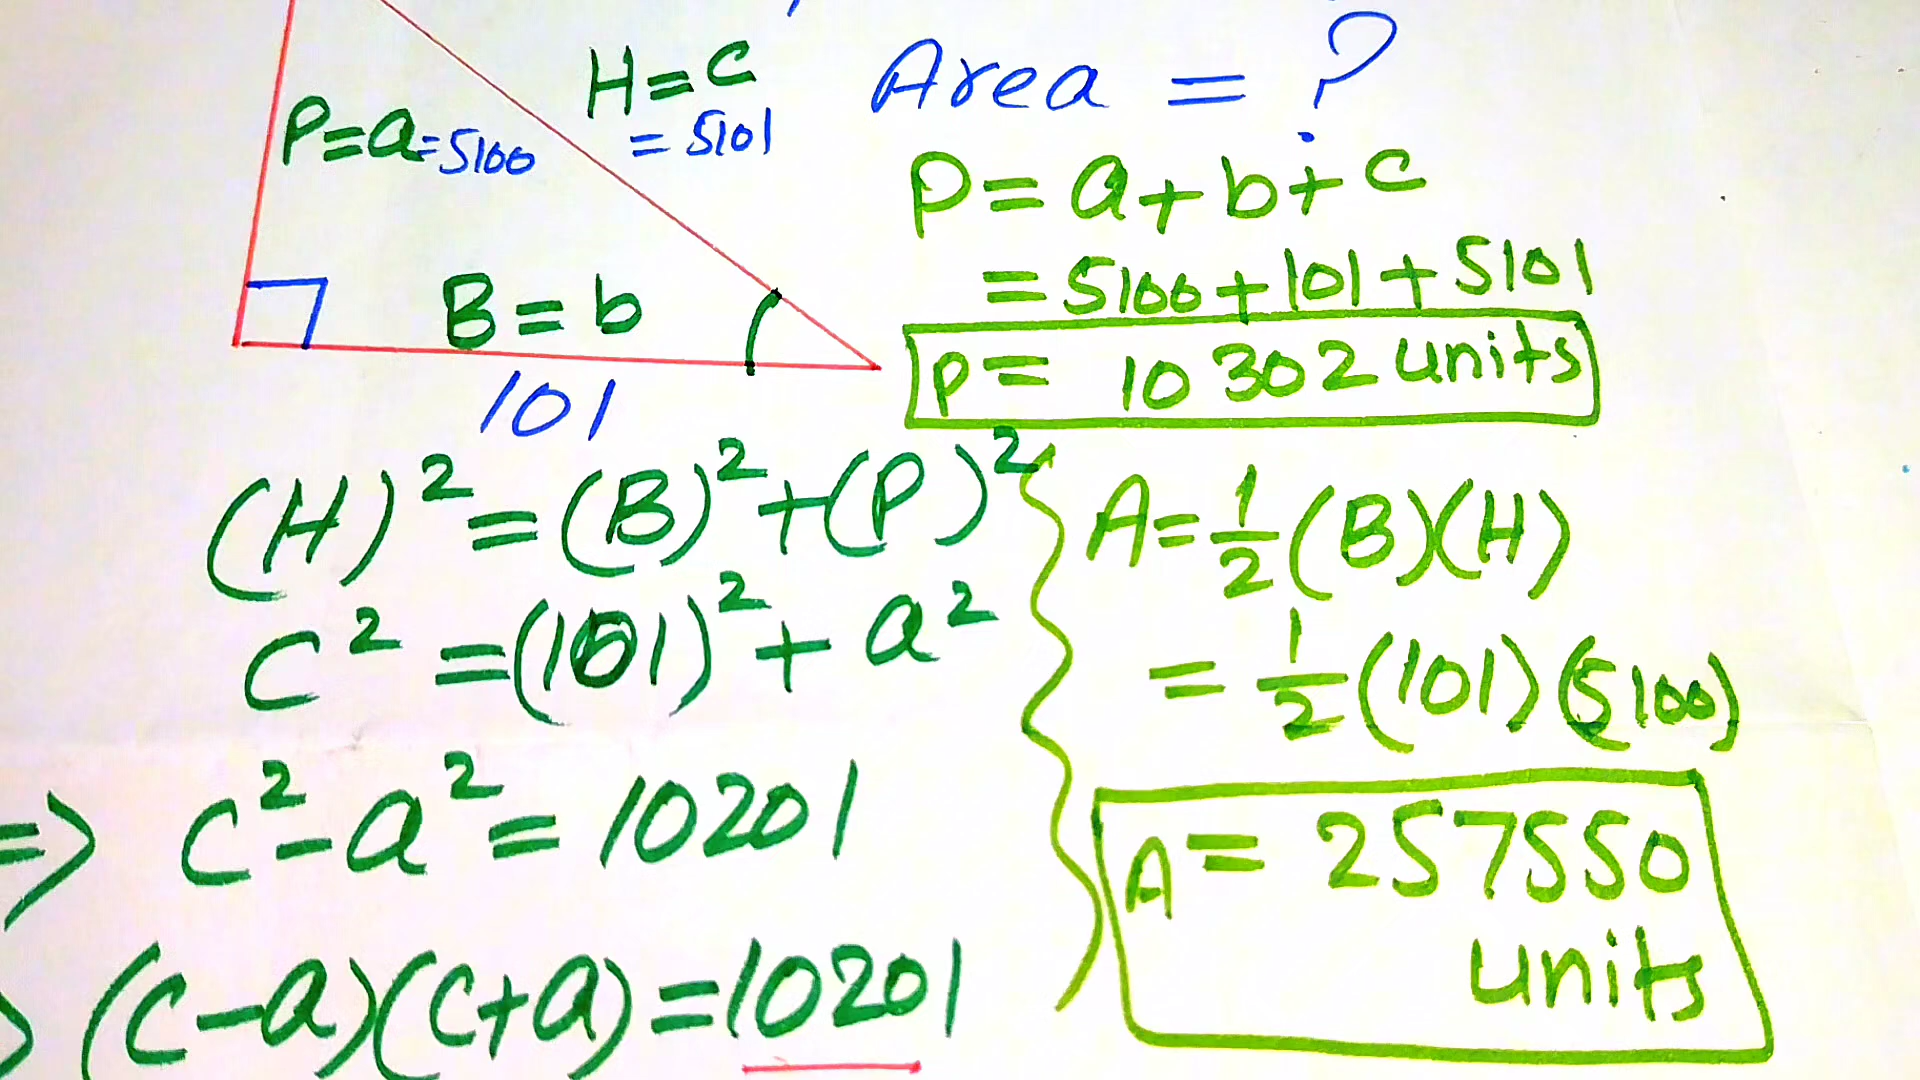 H=c
= 5101
P=a=5100
B=b
101
Area = ?
P= a+b+c
= 5100+101+5101
P= 10302 units
(H)²=(B)²+(P)²
c²=(101)²+a²
=> c²-a²=10201
(c-a)(c+a)=10201
A=1/2(B)(H)
=1/2(101)(5100)
A= 257550
units